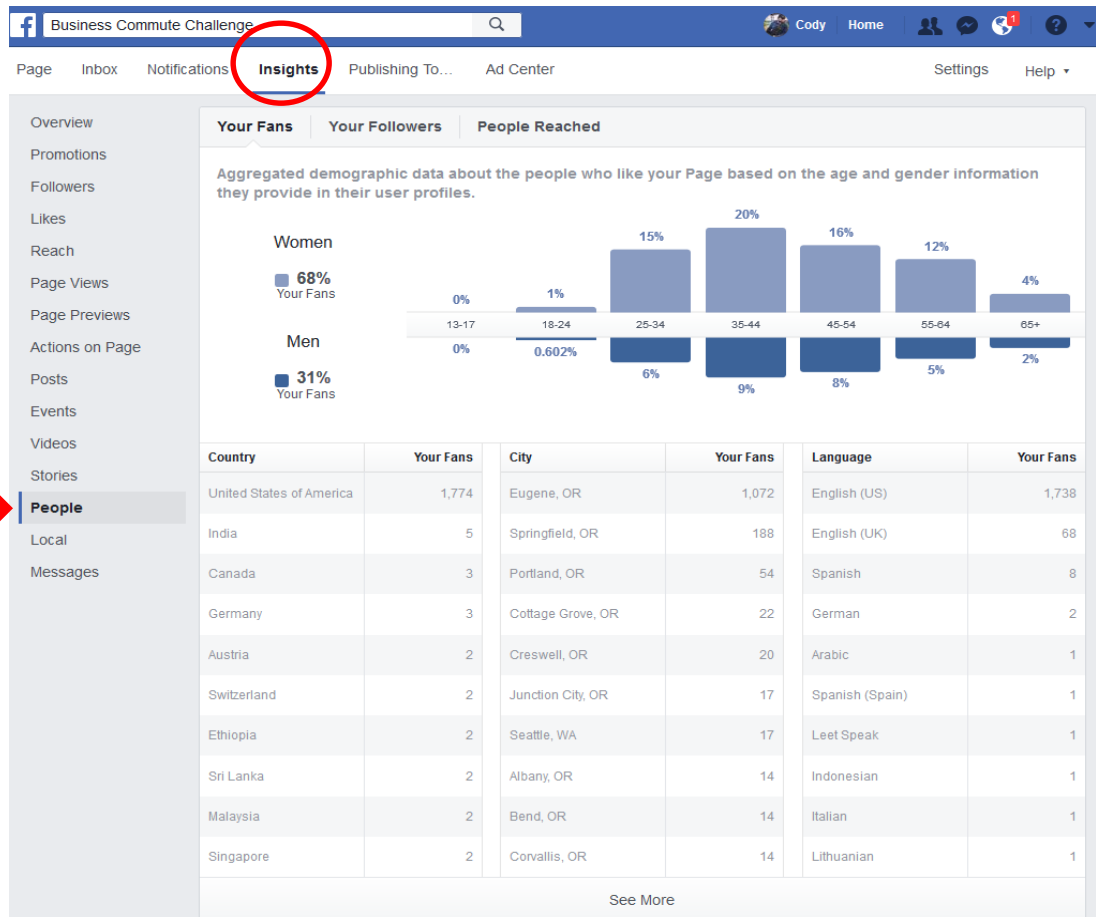 f Business Commute Challenge Cody Home 1 ?
Page Inbox Notifications Insights Publishing To... Ad Center Settings Help
Overview
Promotions
Followers
Likes
Reach
Page Views
Page Previews
Actions on Page
Posts
Events
Videos
Stories
People
Local
Messages
Your Fans Your Followers People Reached
Aggregated demographic data about the people who like your Page based on the age and gender information
they provide in their user profiles.
Women
68%
Your Fans
0% 1% 15% 20% 16% 12% 4%
13-17 18-24 25-34 35-44 45-54 55-64 65+
Men
31%
Your Fans
0% 0.602% 6% 9% 8% 5% 2%
Country Your Fans City Your Fans Language Your Fans
United States of America 1,774 Eugene, OR 1,072 English (US) 1,738
India 5 Springfield, OR 188 English (UK) 68
Canada 3 Portland, OR 54 Spanish 8
Germany 3 Cottage Grove, OR 22 German 2
Austria 2 Creswell, OR 20 Arabic 1
Switzerland 2 Junction City, OR 17 Spanish (Spain) 1
Ethiopia 2 Seattle, WA 17 Leet Speak 1
Sri Lanka 2 Albany, OR 14 Indonesian 1
Malaysia 2 Bend, OR 14 Italian 1
Singapore 2 Corvallis, OR 14 Lithuanian 1
See More